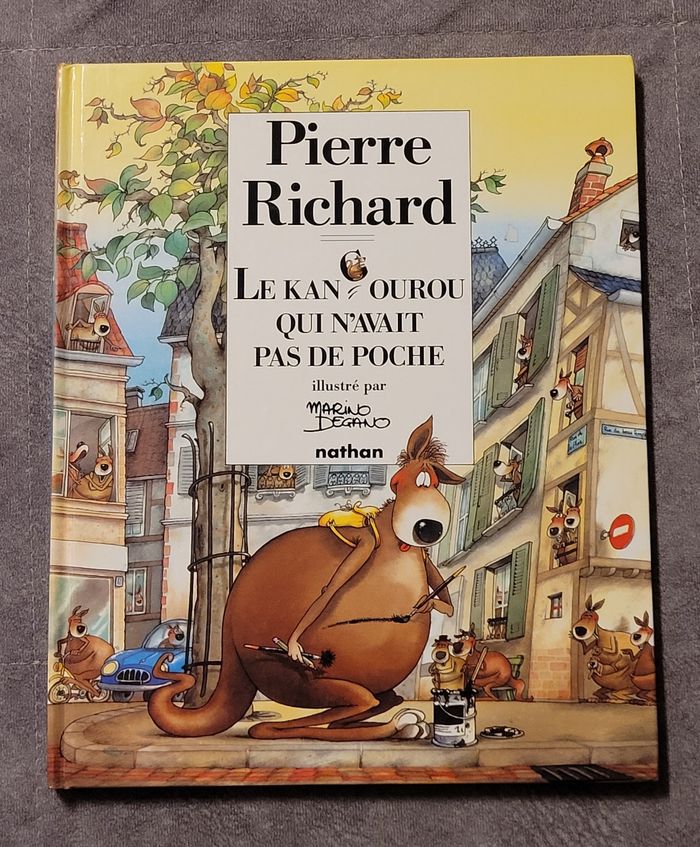 Pierre
Richard
LE KANGOUROU
QUI N'AVAIT
PAS DE POCHE
illustré par
MARINO
DEGANO
nathan